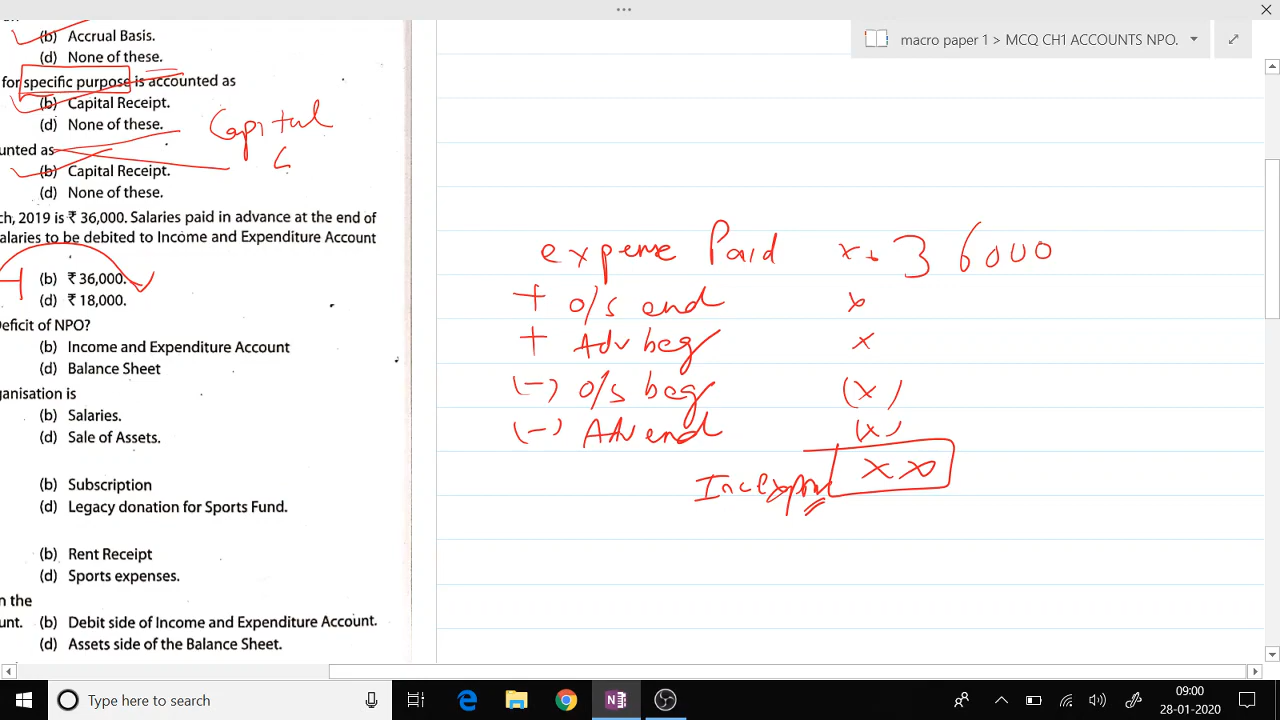 macro paper 1 > MCQ CH1 ACCOUNTS NPO.
(b) Accrual Basis.
(d) None of these.
for specific purpose is accounted as
(b) Capital Receipt.
(d) None of these.
Capital
unted as
(b) Capital Receipt.
(d) None of these.
ch, 2019 is ₹ 36,000. Salaries paid in advance at the end of
alaries to be debited to Income and Expenditure Account
(b) ₹ 36,000.
(d) ₹ 18,000.
Deficit of NPO?
(b) Income and Expenditure Account
(d) Balance Sheet
ganisation is
(b) Salaries.
(d) Sale of Assets.
(b) Subscription
(d) Legacy donation for Sports Fund.
(b) Rent Receipt
(d) Sports expenses.
n the
unt. (b) Debit side of Income and Expenditure Account.
(d) Assets side of the Balance Sheet.
expense Paid x. 36000
+ O/s end x
+ Adv beg x
(-) O/s beg (x)
(-) Adv end (x)
xx
Type here to search
09:00
28-01-2020